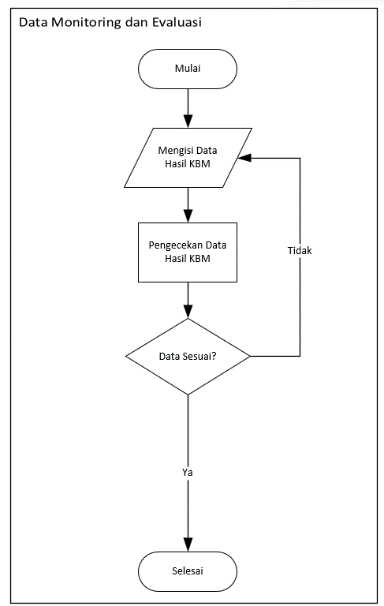 Data Monitoring dan Evaluasi
Mulai
Mengisi Data
Hasil KBM
Pengecekan Data
Hasil KBM
Tidak
Data Sesuai?
Ya
Selesai